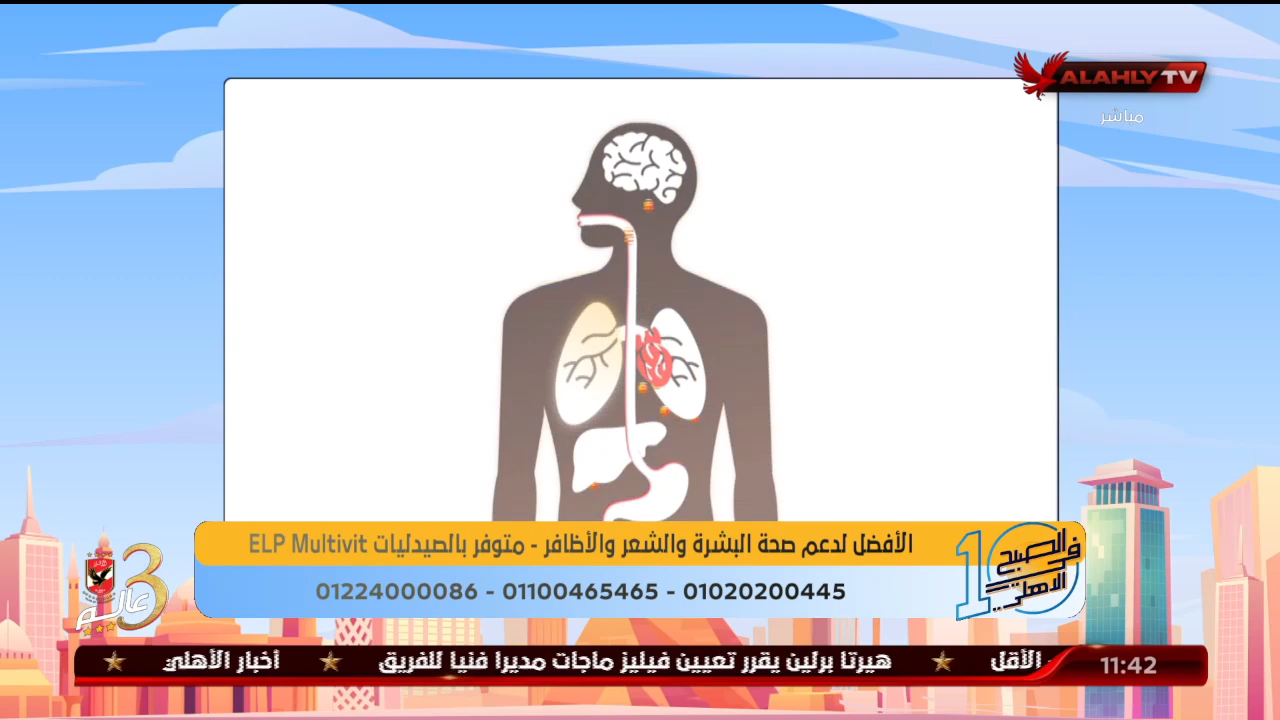 ALAHLY TV
مباشر
الأفضل لدعم صحة البشرة والشعر والأظافر - متوفر بالصيدليات ELP Multivit
01224000086 - 01100465465 - 01020200445
10 الصبح في الأهلي
3 عالم
الأقل
هيرتا برلين يقرر تعيين فيليز ماجات مديرا فنيا للفريق
أخبار الأهلي
11:42